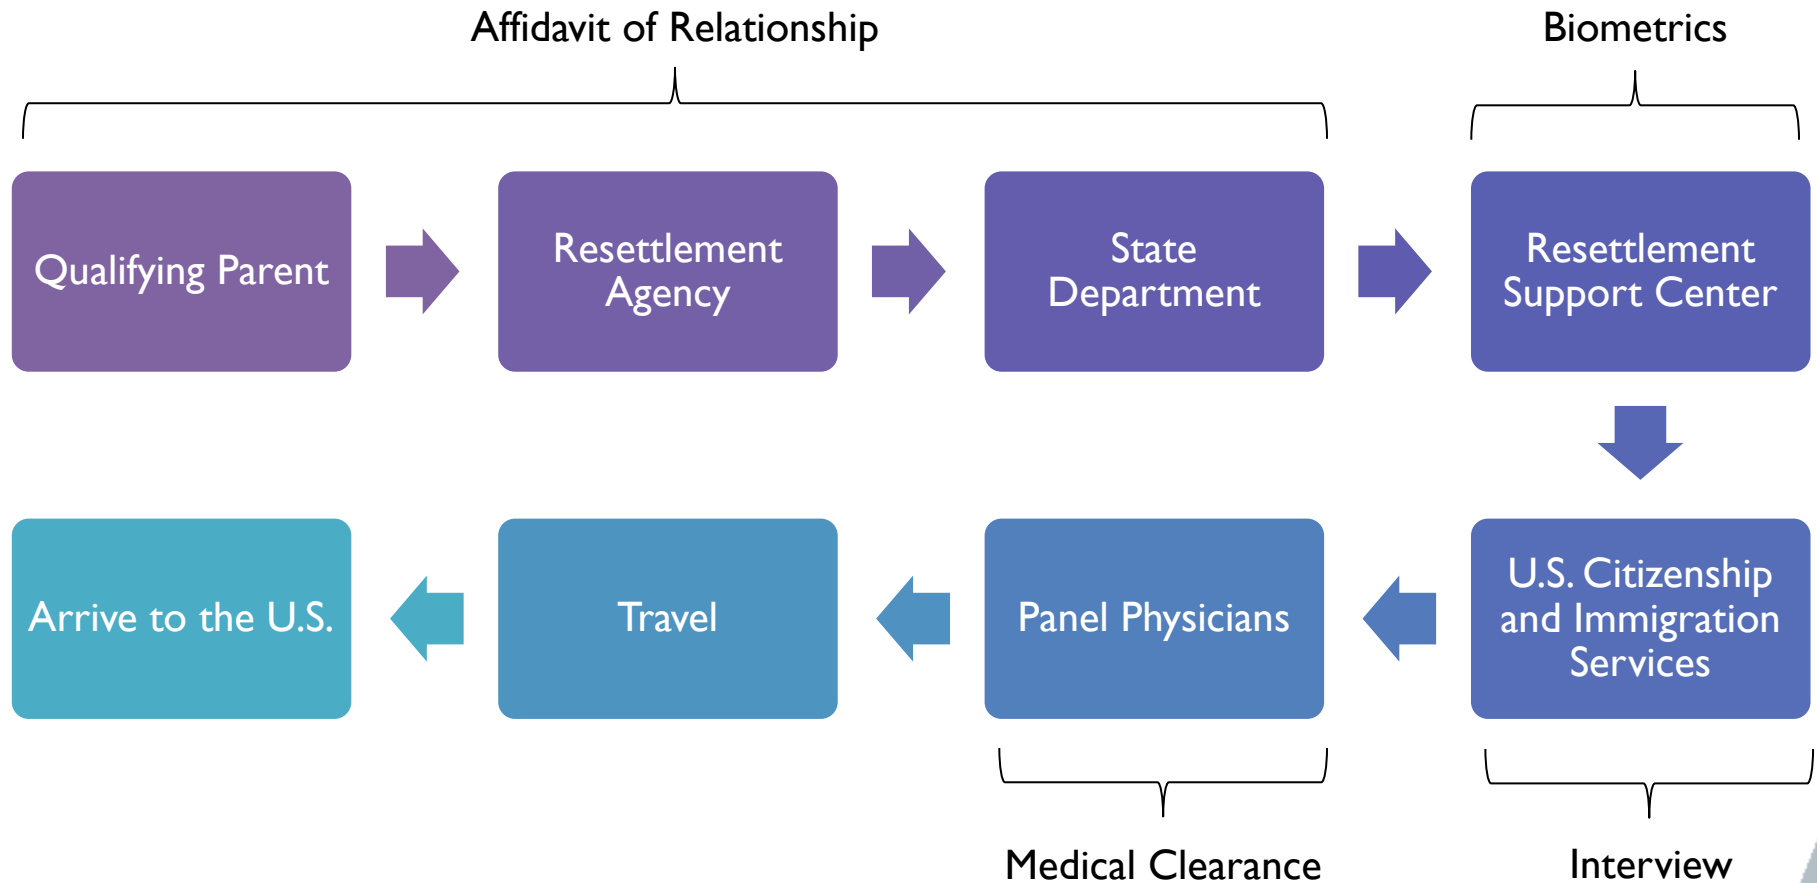 Affidavit of Relationship
Biometrics
Qualifying Parent
Resettlement
Agency
State
Department
Resettlement
Support Center
Arrive to the U.S.
Travel
Panel Physicians
U.S. Citizenship
and Immigration
Services
Medical Clearance
Interview